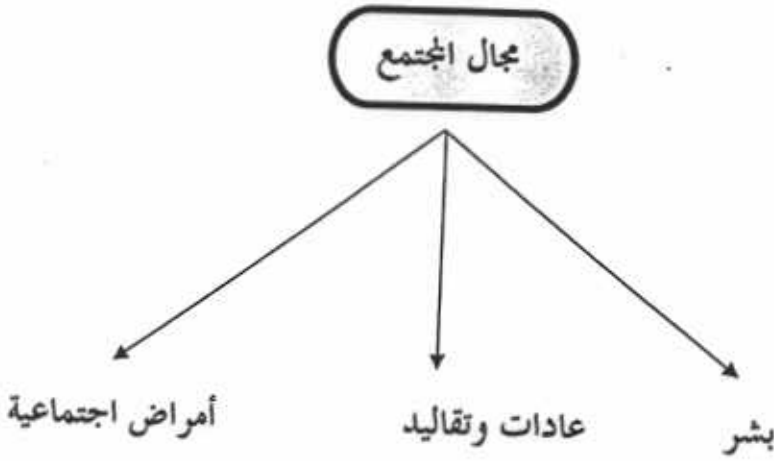 مجال المجتمع
بشر
عادات وتقاليد
أمراض اجتماعية